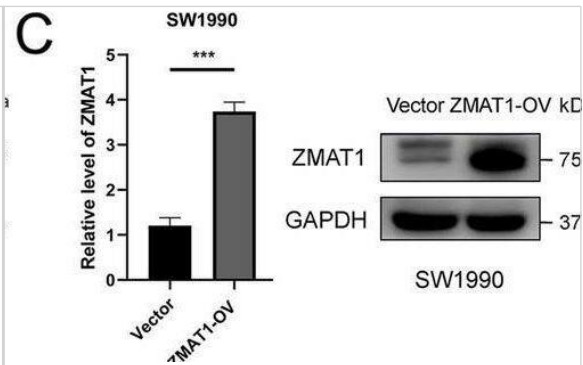 C
SW1990
***
Relative level of ZMAT1
5
4
3
2
1
0
Vector
ZMAT1-OV
Vector ZMAT1-OV kD
ZMAT1
75
GAPDH
37
SW1990